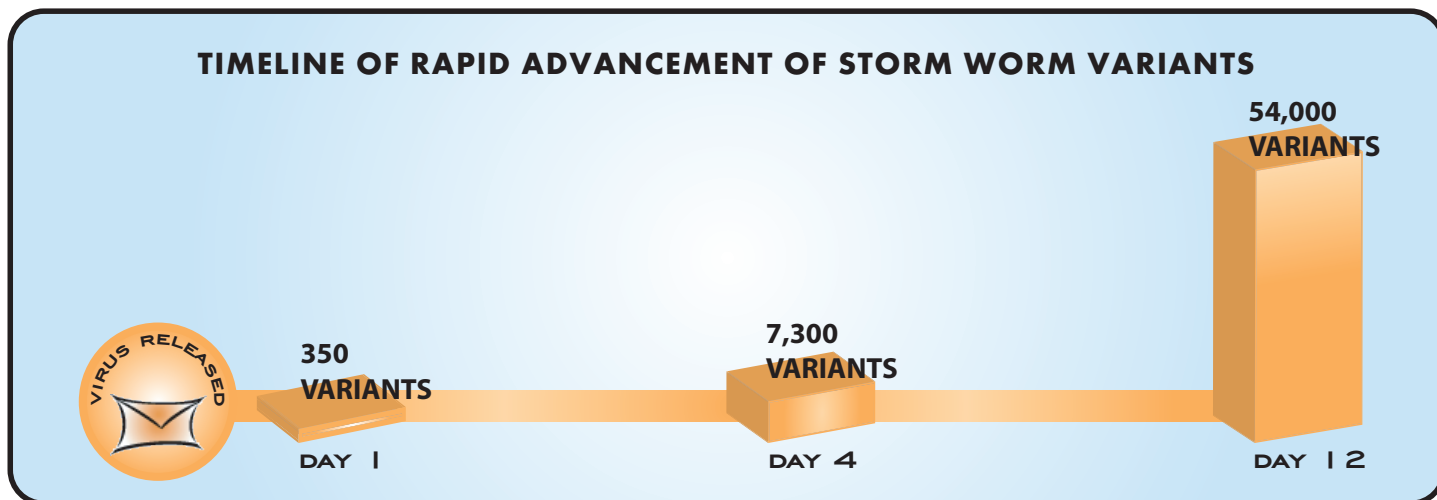 TIMELINE OF RAPID ADVANCEMENT OF STORM WORM VARIANTS
54,000
VARIANTS
7,300
VARIANTS
350
VARIANTS
VIRUS RELEASED
DAY 1
DAY 4
DAY 12